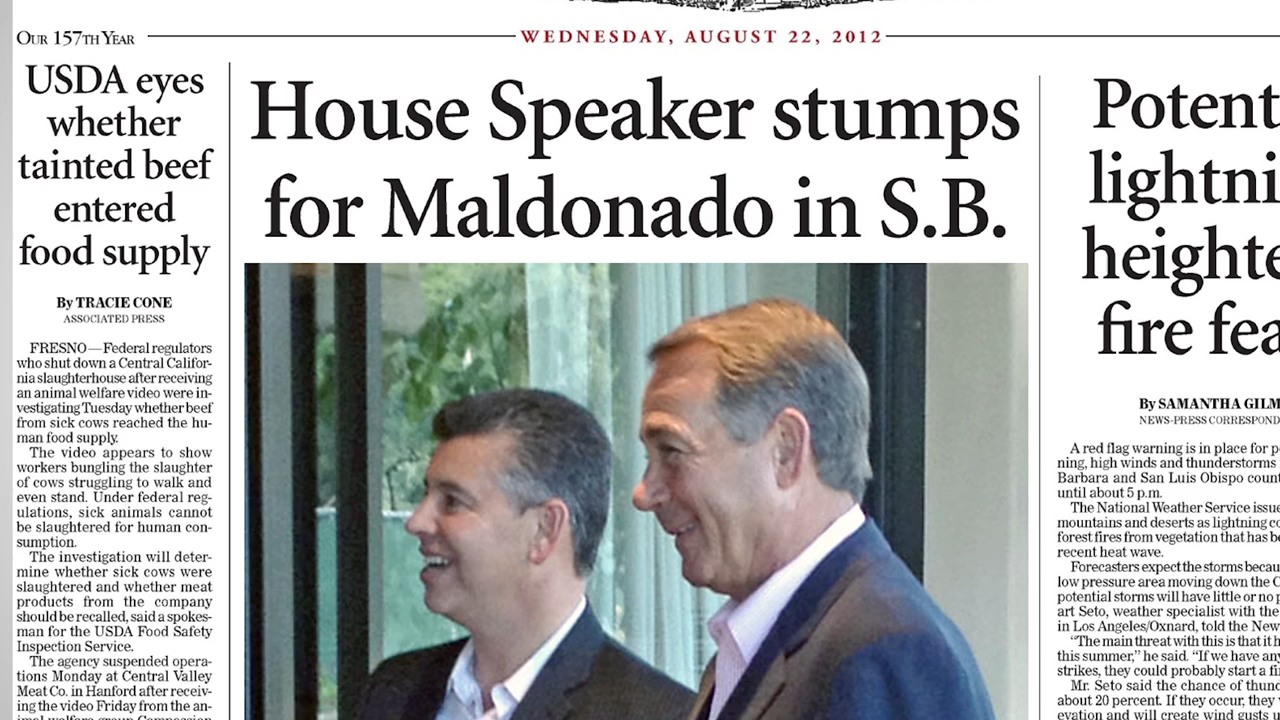 OUR 157TH YEAR
WEDNESDAY, AUGUST 22, 2012
USDA eyes
whether
tainted beef
entered
food supply
By TRACIE CONE
ASSOCIATED PRESS
FRESNO — Federal regulators
who shut down a Central Califor-
nia slaughterhouse after receiving
an animal welfare video were in-
vestigating Tuesday whether beef
from sick cows reached the hu-
man food supply.
The video appears to show
workers bungling the slaughter
of cows struggling to walk and
even stand. Under federal reg-
ulations, sick animals cannot
be slaughtered for human con-
sumption.
The investigation will deter-
mine whether sick cows were
slaughtered and whether meat
products from the company
should be recalled, said a spokes-
man for the USDA Food Safety
Inspection Service.
The agency suspended opera-
tions Monday at Central Valley
Meat Co. in Hanford after receiv-
ing the video Friday from the an-
imal welfare group Compassion
House Speaker stumps
for Maldonado in S.B.
Potent
lightni
heighte
fire fea
By SAMANTHA GILM
NEWS-PRESS CORRESPOND
A red flag warning is in place for p
ning, high winds and thunderstorms
Barbara and San Luis Obispo count
until about 5 p.m.
The National Weather Service issue
mountains and deserts as lightning co
forest fires from vegetation that has be
recent heat wave.
Forecasters expect the storms becau
low pressure area moving down the C
potential storms will have little or no p
art Seto, weather specialist with the
in Los Angeles/Oxnard, told the New
"The main threat with this is that it h
this summer," he said. "If we have any
strikes, they could probably start a fi
Mr. Seto said the chance of thund
about 20 percent. If they occur, they
evation and will create wind gusts u